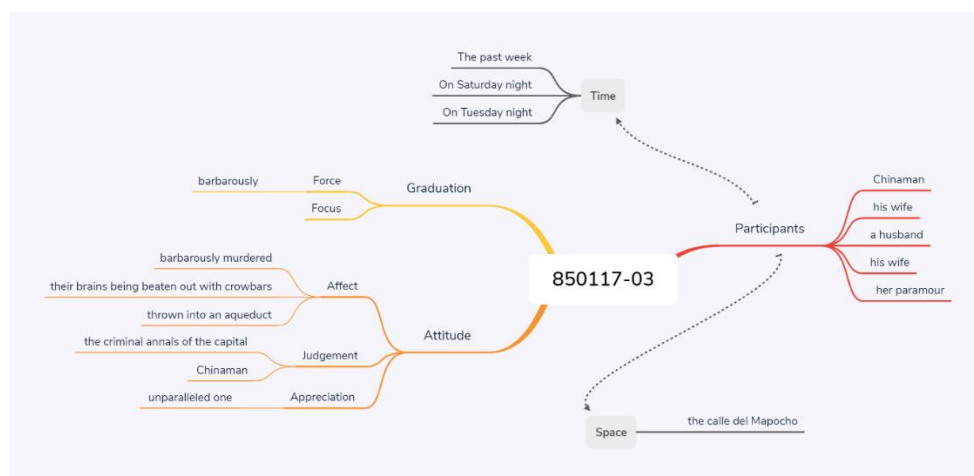 The past week
On Saturday night
On Tuesday night
Time
barbarously
Force
Focus
Graduation
barbarously murdered
their brains being beaten out with crowbars
thrown into an aqueduct
Affect
the criminal annals of the capital
Chinaman
Judgement
unparalleled one
Appreciation
Attitude
850117-03
Participants
Chinaman
his wife
a husband
his wife
her paramour
Space
the calle del Mapocho